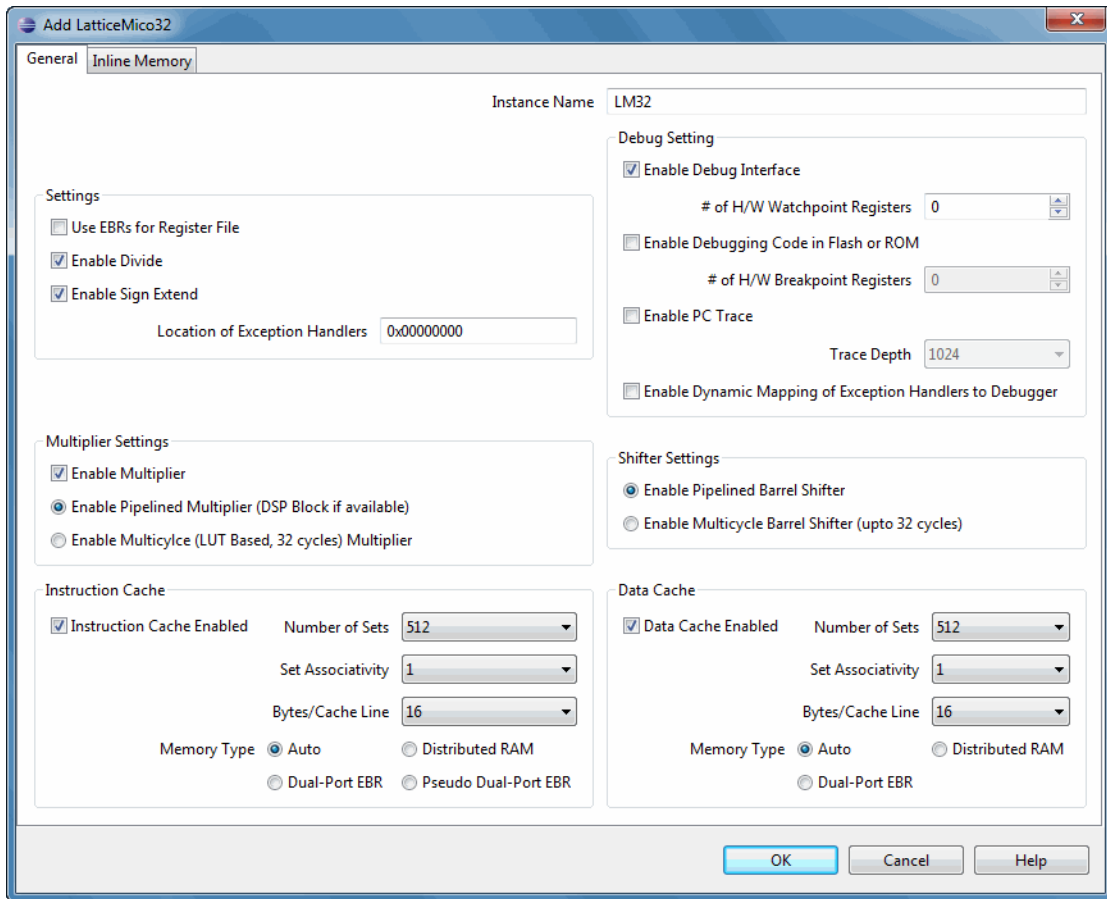 Add LatticeMico32
General Inline Memory
Instance Name LM32
Settings
Use EBRs for Register File
Enable Divide
Enable Sign Extend
Location of Exception Handlers 0x00000000
Debug Setting
Enable Debug Interface
# of H/W Watchpoint Registers 0
Enable Debugging Code in Flash or ROM
# of H/W Breakpoint Registers 0
Enable PC Trace
Trace Depth 1024
Enable Dynamic Mapping of Exception Handlers to Debugger
Multiplier Settings
Enable Multiplier
Enable Pipelined Multiplier (DSP Block if available)
Enable Multicylce (LUT Based, 32 cycles) Multiplier
Shifter Settings
Enable Pipelined Barrel Shifter
Enable Multicycle Barrel Shifter (upto 32 cycles)
Instruction Cache
Instruction Cache Enabled Number of Sets 512
Set Associativity 1
Bytes/Cache Line 16
Memory Type Auto Distributed RAM
Dual-Port EBR Pseudo Dual-Port EBR
Data Cache
Data Cache Enabled Number of Sets 512
Set Associativity 1
Bytes/Cache Line 16
Memory Type Auto Distributed RAM
Dual-Port EBR
OK Cancel Help